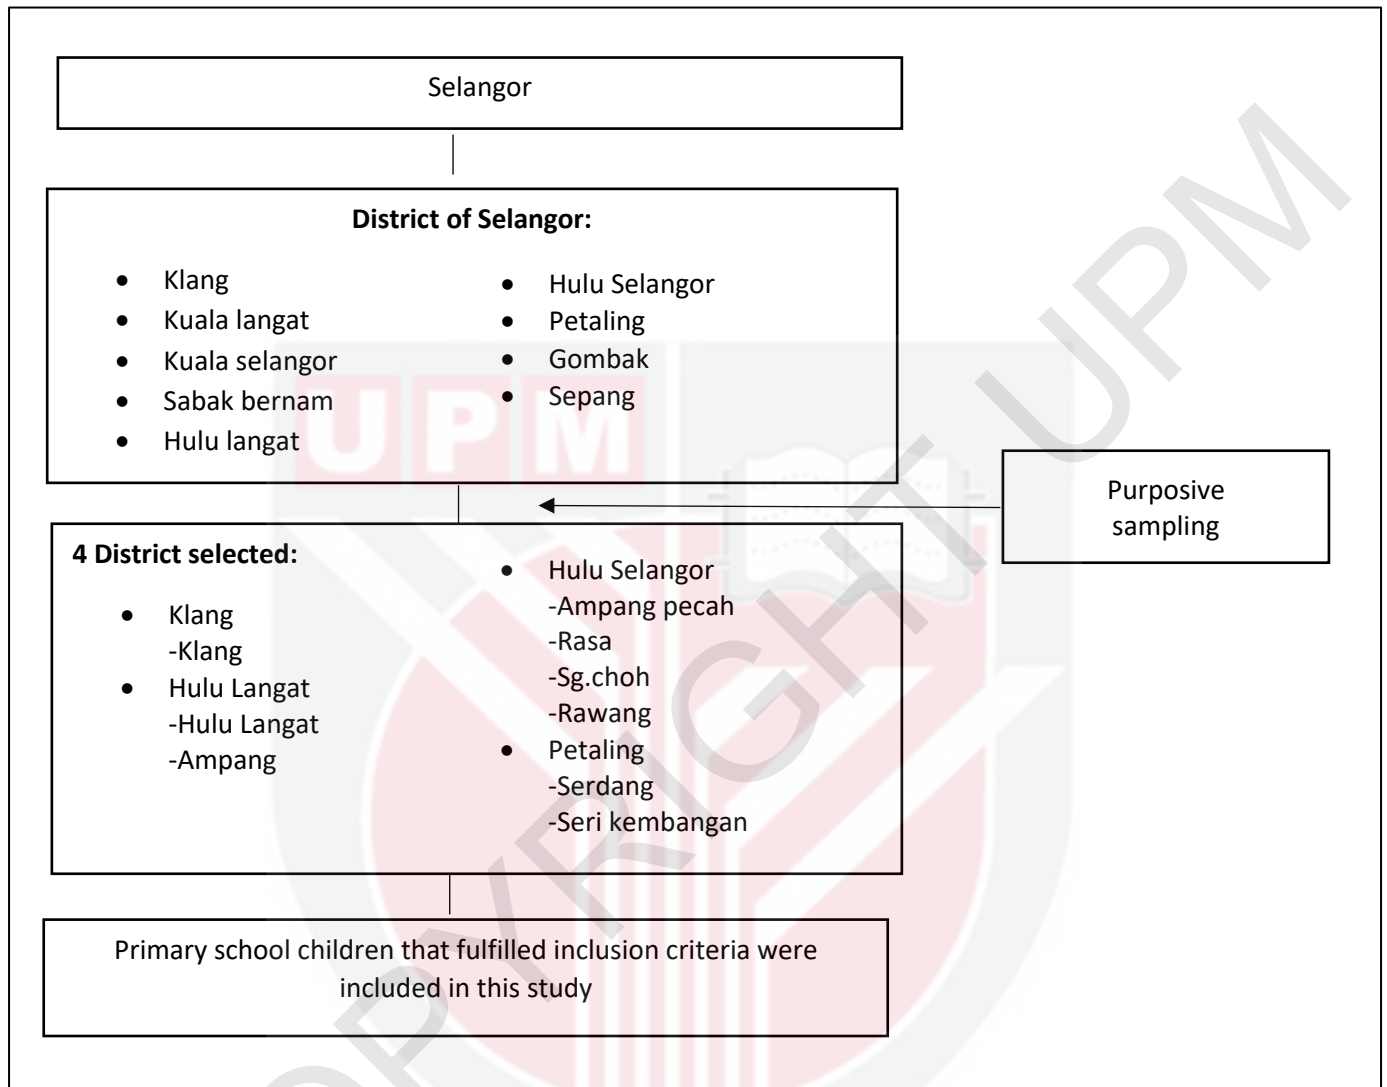 Selangor
District of Selangor:
• Klang
• Kuala langat
• Kuala selangor
• Sabak bernam
• Hulu langat
• Hulu Selangor
• Petaling
• Gombak
• Sepang
Purposive
sampling
4 District selected:
• Klang
-Klang
• Hulu Langat
-Hulu Langat
-Ampang
• Hulu Selangor
-Ampang pecah
-Rasa
-Sg.choh
-Rawang
• Petaling
-Serdang
-Seri kembangan
Primary school children that fulfilled inclusion criteria were
included in this study
UPM
OPYRIGHT UPM